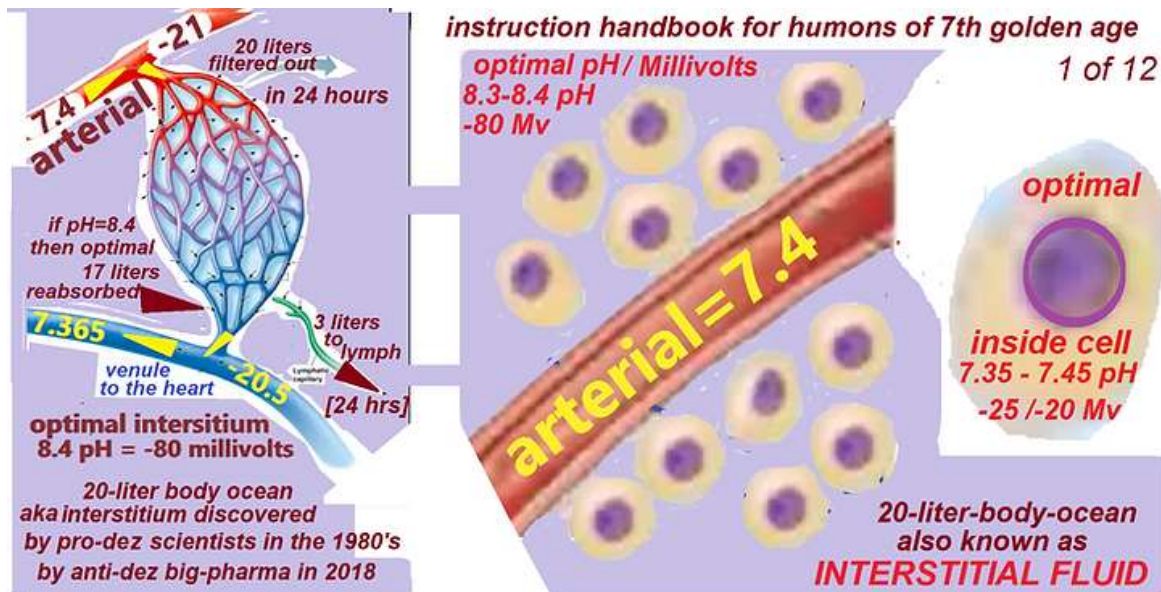 instruction handbook for humons of 7th golden age
1 of 12
-21
7.4
arterial
20 liters
filtered out
in 24 hours
if pH=8.4
then optimal
17 liters
reabsorbed
7.365
venule
to the heart
-20.5
3 liters
to
lymph
Lymphatic
capillary
[24 hrs]
optimal intersitium
8.4 pH = -80 millivolts
20-liter body ocean
aka interstitium discovered
by pro-dez scientists in the 1980's
by anti-dez big-pharma in 2018
optimal pH / Millivolts
8.3-8.4 pH
-80 Mv
arterial=7.4
optimal
inside cell
7.35 - 7.45 pH
-25 /-20 Mv
20-liter-body-ocean
also known as
INTERSTITIAL FLUID